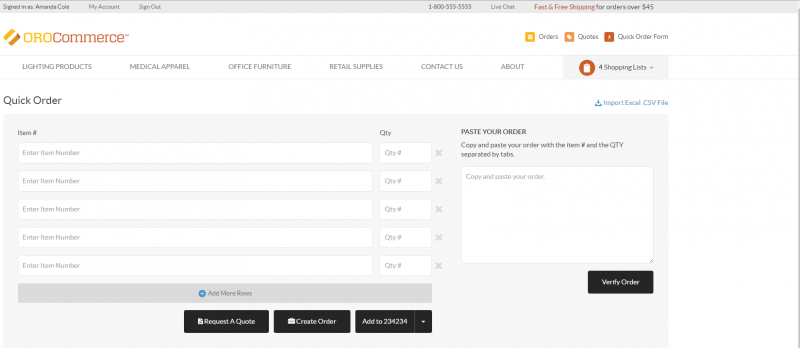 Signed in as: Amanda Cole My Account Sign Out 1-800-555-5555 Live Chat Fast & Free Shipping for orders over $45
OROCommerce™ Orders Quotes Quick Order Form
LIGHTING PRODUCTS MEDICAL APPAREL OFFICE FURNITURE RETAIL SUPPLIES CONTACT US ABOUT 4 Shopping Lists
Quick Order Import Excel .CSV File
Item # Qty
Enter Item Number Qty #
Enter Item Number Qty #
Enter Item Number Qty #
Enter Item Number Qty #
Enter Item Number Qty #
Add More Rows
Request A Quote Create Order Add to 234234
PASTE YOUR ORDER
Copy and paste your order with the item # and the QTY
separated by tabs.
Copy and paste your order.
Verify Order